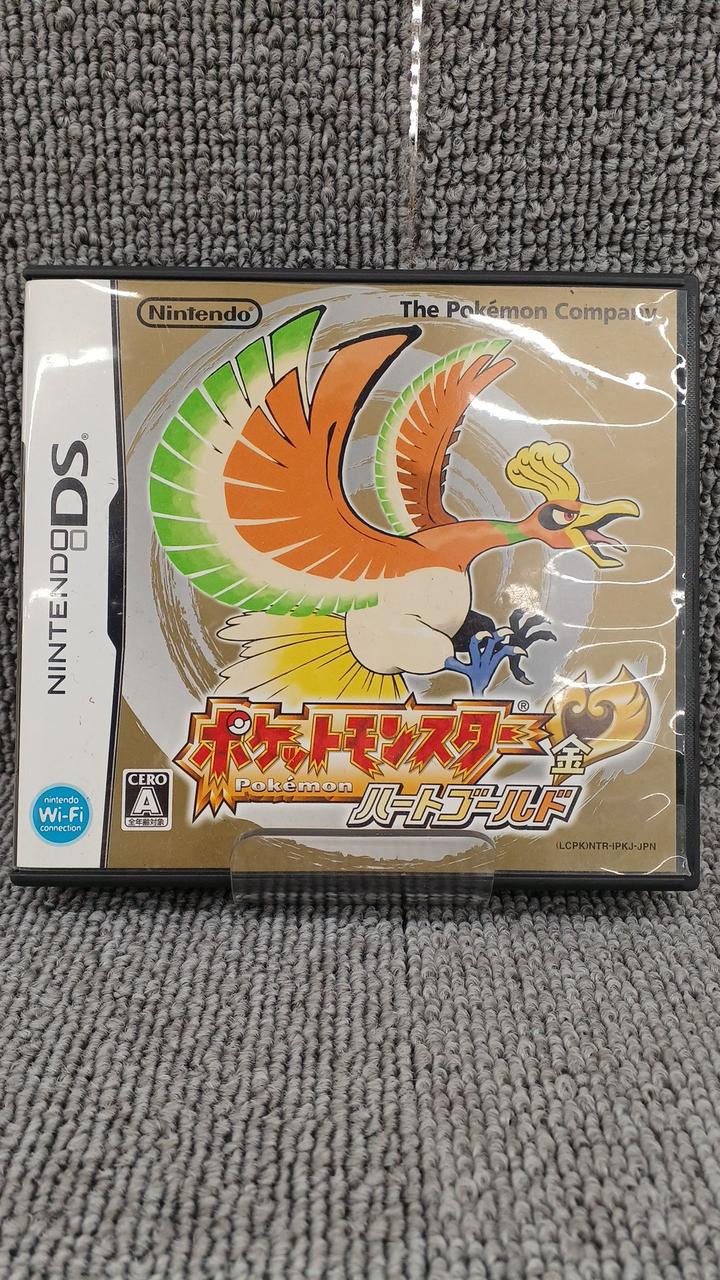 Nintendo®
The Pokémon Company
NINTENDO DS®
ポケットモンスター®
Pokémon
金
ハートゴールド
CERO
A
全年齢対象
nintendo
Wi-Fi
connection
(LCPK)NTR-IPKJ-JPN